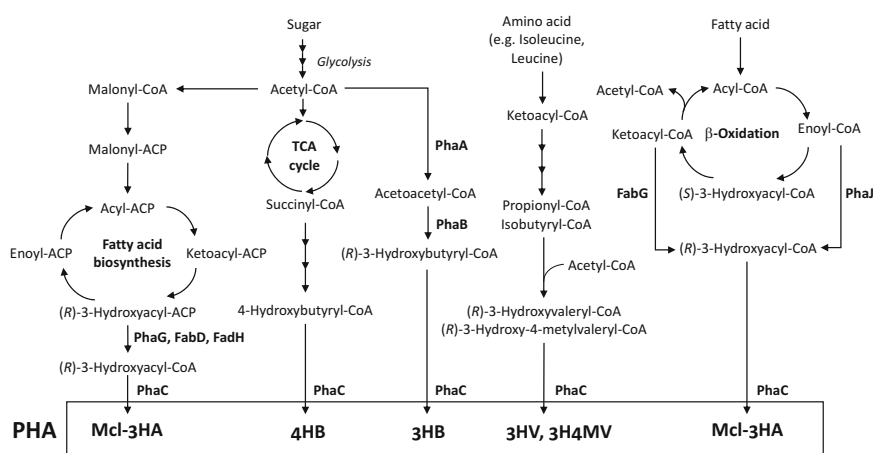 Sugar
Glycolysis
Amino acid
(e.g. Isoleucine,
Leucine)
Fatty acid
Malonyl-CoA
Acetyl-CoA
Acetyl-CoA
Acyl-CoA
Ketoacyl-CoA
Ketoacyl-CoA
β-Oxidation
Enoyl-CoA
Malonyl-ACP
PhaA
TCA
cycle
Acetoacetyl-CoA
FabG
(S)-3-Hydroxyacyl-CoA
PhaJ
Acyl-ACP
Succinyl-CoA
Propionyl-CoA
Isobutyryl-CoA
PhaB
Enoyl-ACP
Fatty acid
biosynthesis
Ketoacyl-ACP
(R)-3-Hydroxybutyryl-CoA
Acetyl-CoA
(R)-3-Hydroxyacyl-CoA
(R)-3-Hydroxyacyl-ACP
4-Hydroxybutyryl-CoA
(R)-3-Hydroxyvaleryl-CoA
(R)-3-Hydroxy-4-metylvaleryl-CoA
PhaG, FabD, FadH
(R)-3-Hydroxyacyl-CoA
PhaC
PhaC
PhaC
PhaC
PhaC
PHA
Mcl-3HA
4HB
3HB
3HV, 3H4MV
Mcl-3HA